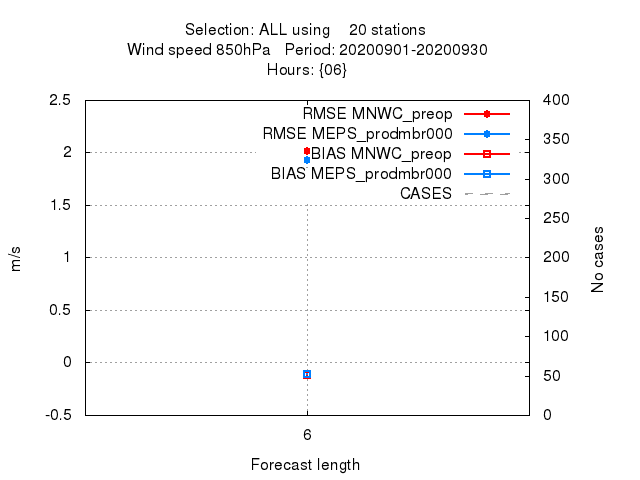 Selection: ALL using 20 stations
Wind speed 850hPa Period: 20200901-20200930
Hours: {06}
2.5
2
1.5
1
0.5
0
-0.5
m/s
400
350
300
250
200
150
100
50
0
No cases
RMSE MNWC_preop
RMSE MEPS_prodmbr000
BIAS MNWC_preop
BIAS MEPS_prodmbr000
CASES
6
Forecast length